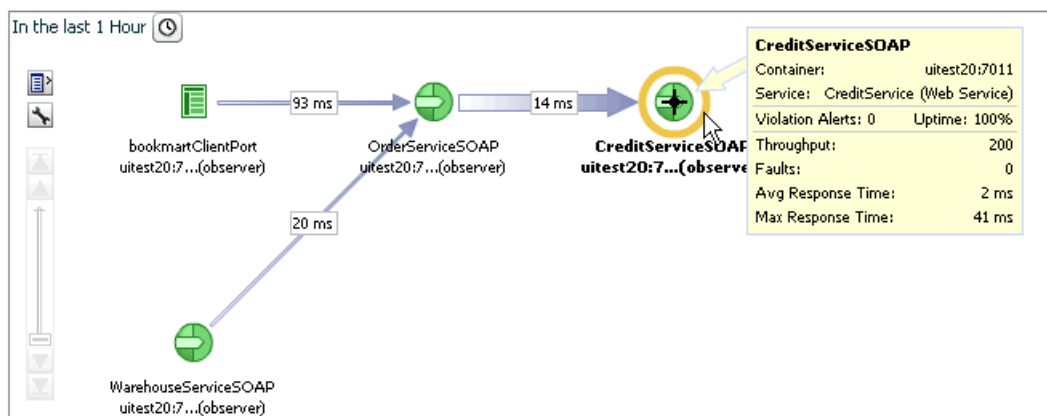 In the last 1 Hour
93 ms
14 ms
bookmartClientPort
uitest20:7...(observer)
OrderServiceSOAP
uitest20:7...(observer)
CreditServiceSOAP
uitest20:7...(observe
20 ms
WarehouseServiceSOAP
uitest20:7...(observer)
CreditServiceSOAP
Container: uitest20:7011
Service: CreditService (Web Service)
Violation Alerts: 0 Uptime: 100%
Throughput: 200
Faults: 0
Avg Response Time: 2 ms
Max Response Time: 41 ms